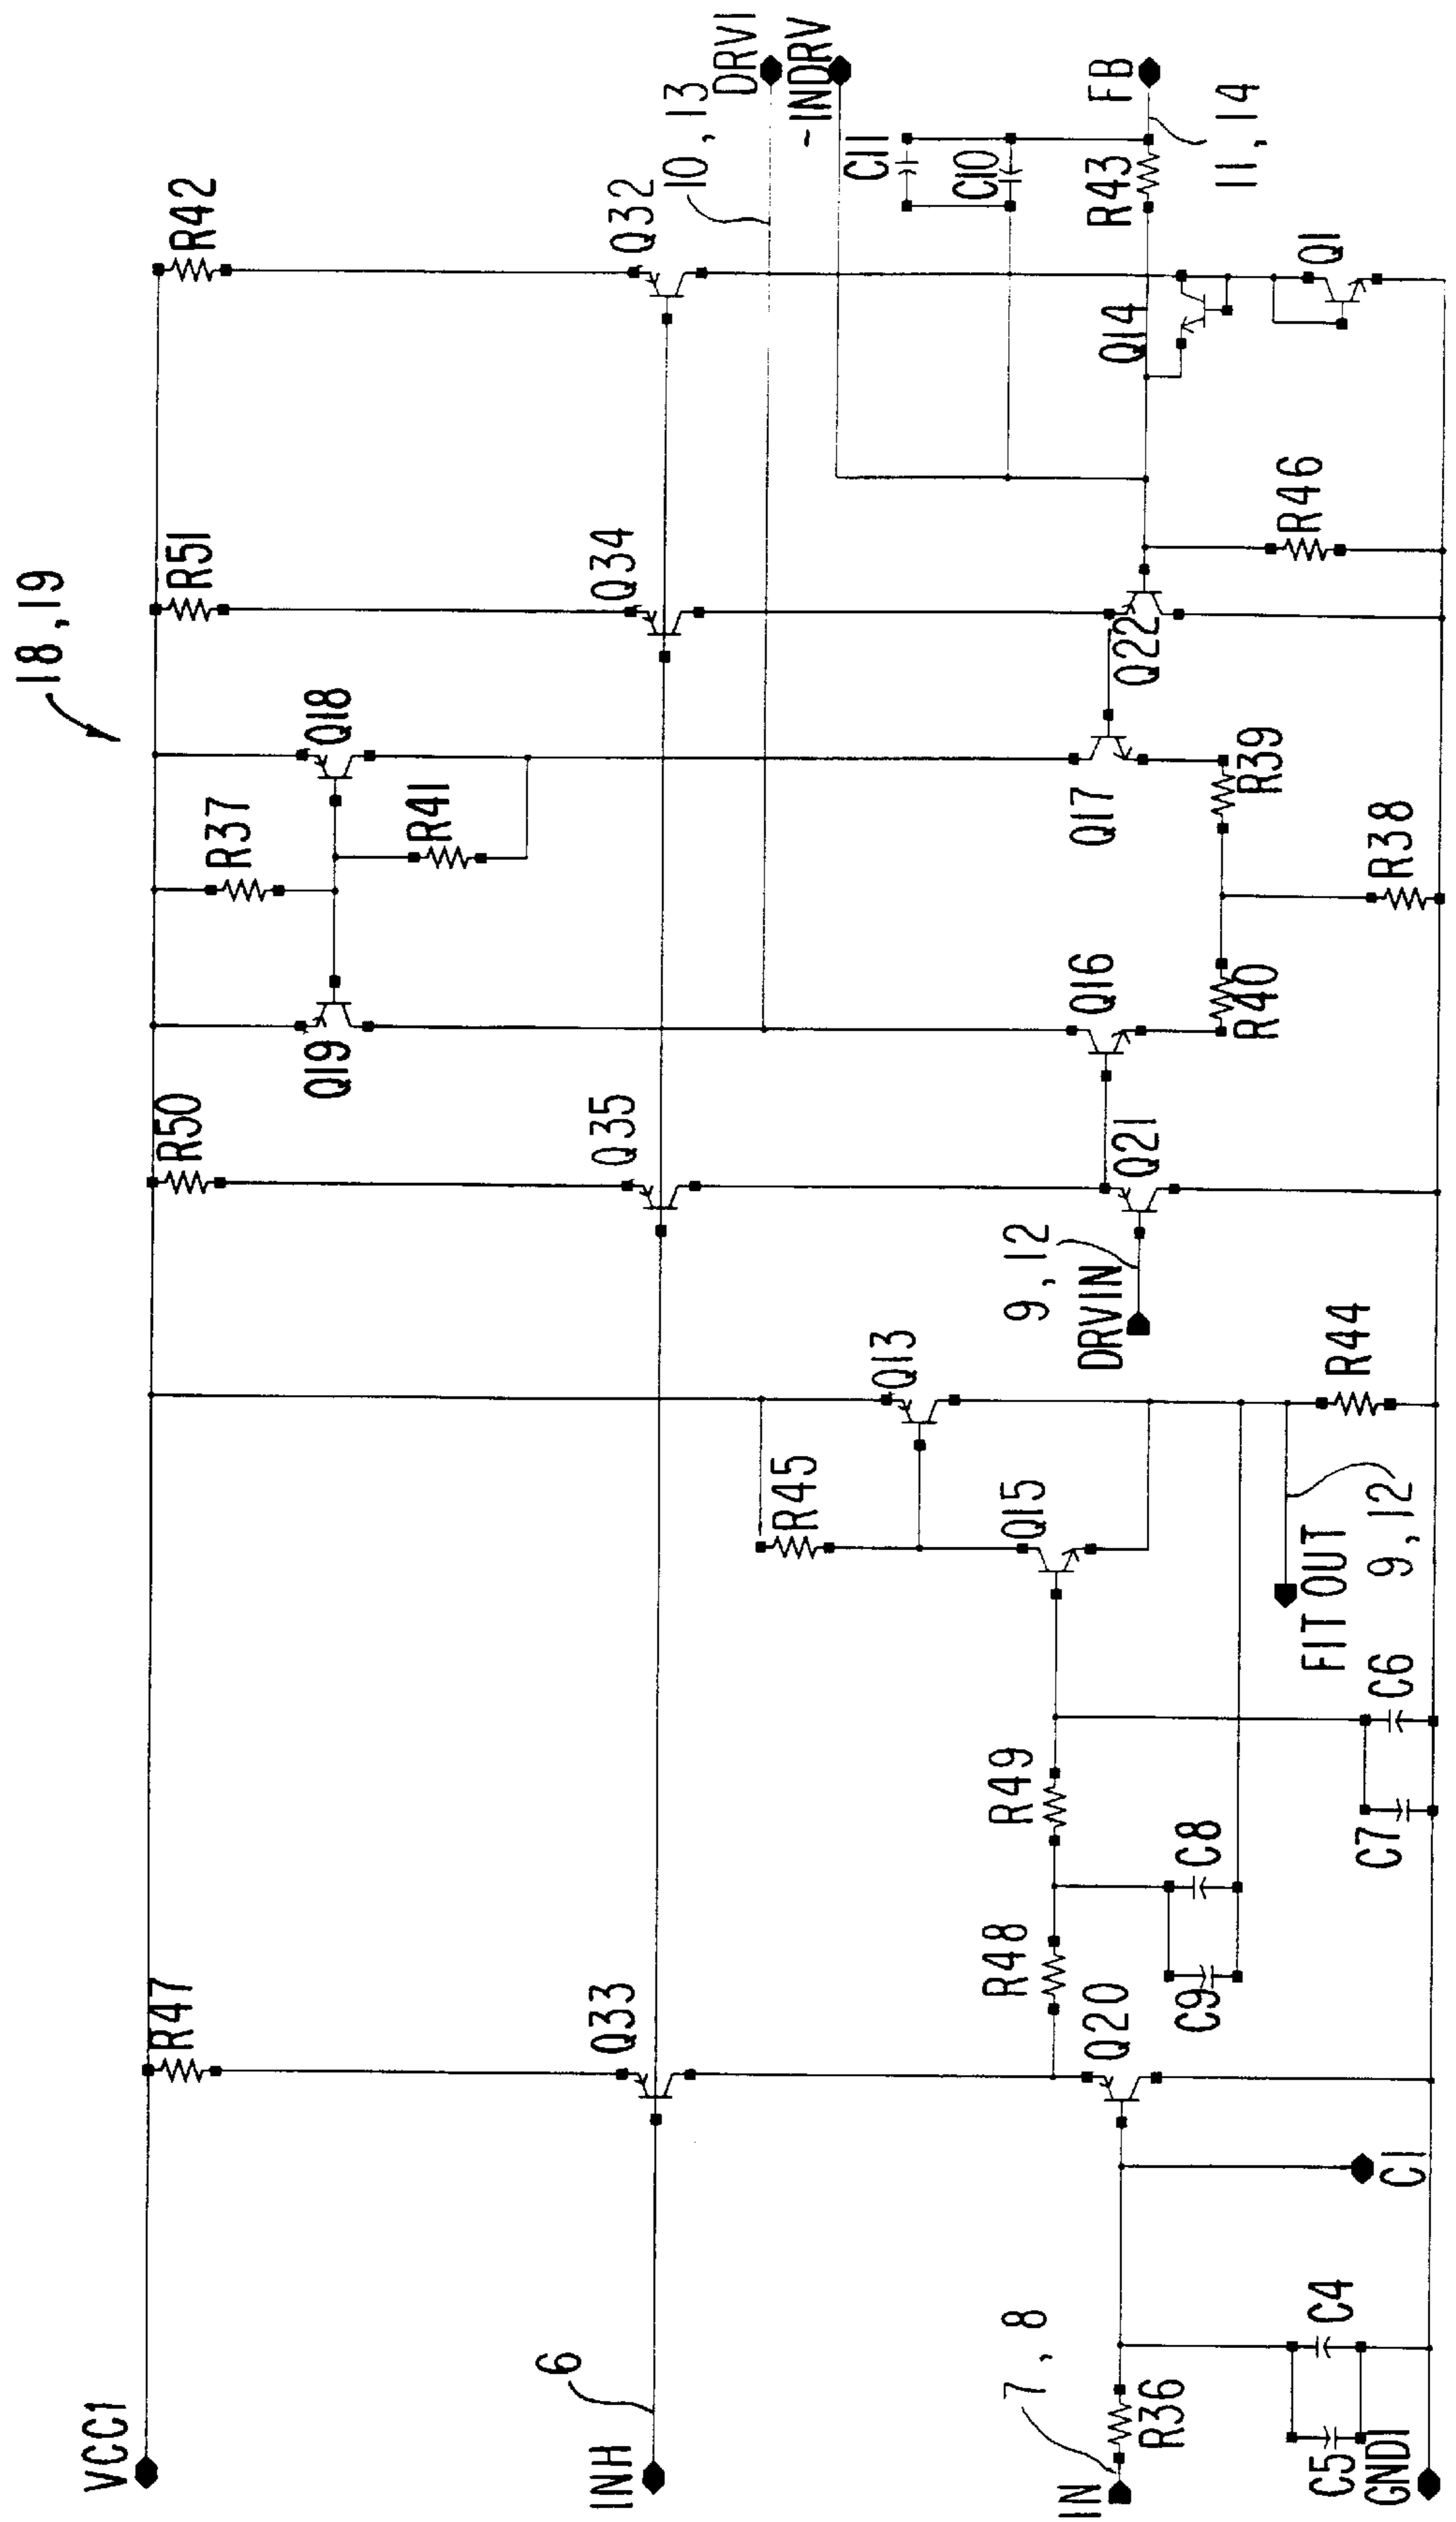 18, 19
VCC1
R47
R50
R37
R51
R42
Q19
Q18
R41
INH
6
Q33
Q35
Q34
Q32
10, 13
DRV1
-INDRV
R45
Q13
C11
C10
IN
7, 8
R36
R48
R49
Q15
Q20
DRVIN
9, 12
Q21
Q16
Q17
Q22
Q14
R43
FB
11, 14
C9
C8
R40
R39
Q1
FIT OUT
9, 12
C1
C5
C4
C7
C6
R44
R38
R46
GND1